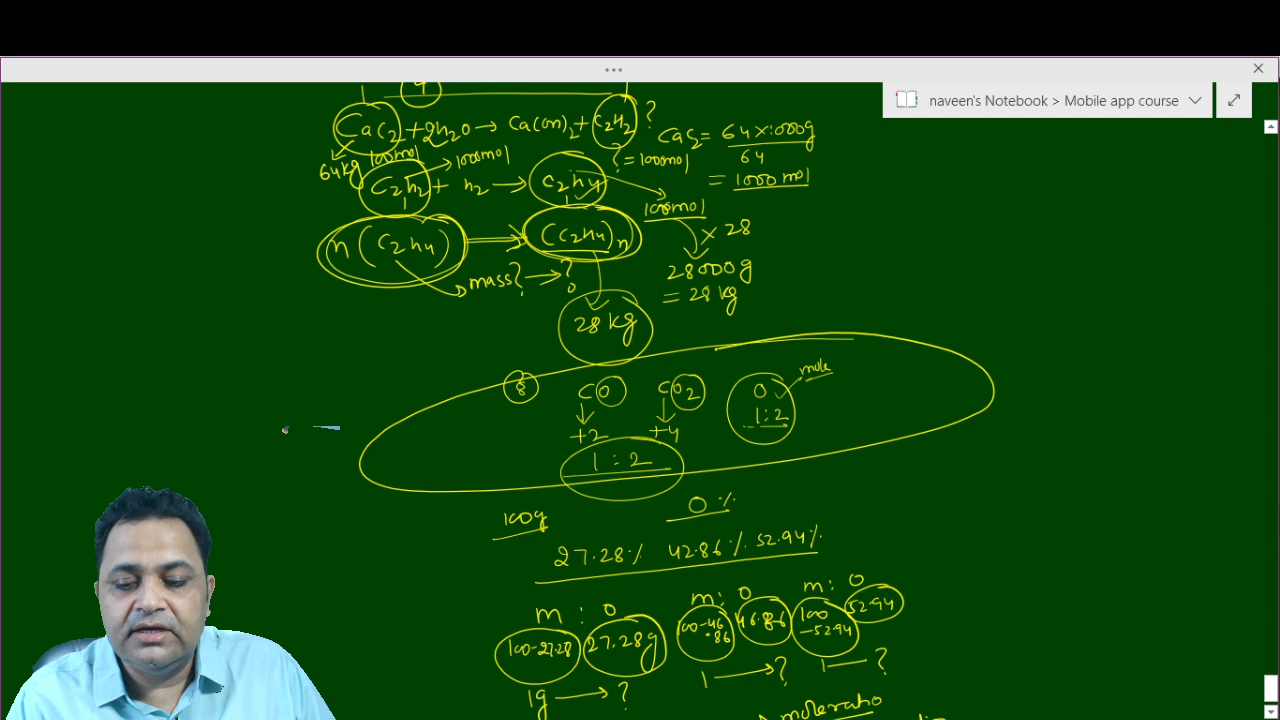 ...
naveen's Notebook > Mobile app course
CaC2 + 2H2O → Ca(OH)2 + C2H2 ?
CaC2 = 64×1000g / 64
64kg 1000mol 1000mol ? = 1000mol
= 1000 mol
C2H2 + H2 → C2H4
1 1 1000mol
n (C2H4) → (C2H4)n × 28
mass? → ? 28000g
= 28 kg
28 kg
8 CO CO2 O mole
1:2
+2 +4
1 : 2
100g O %
27.28% 42.86% 52.94%
m : O m : O m : O
100-27.28 27.28g 100-46.86 46.86 100-52.94 52.94
1g → ? 1 → ? 1 — ?
mole ratio